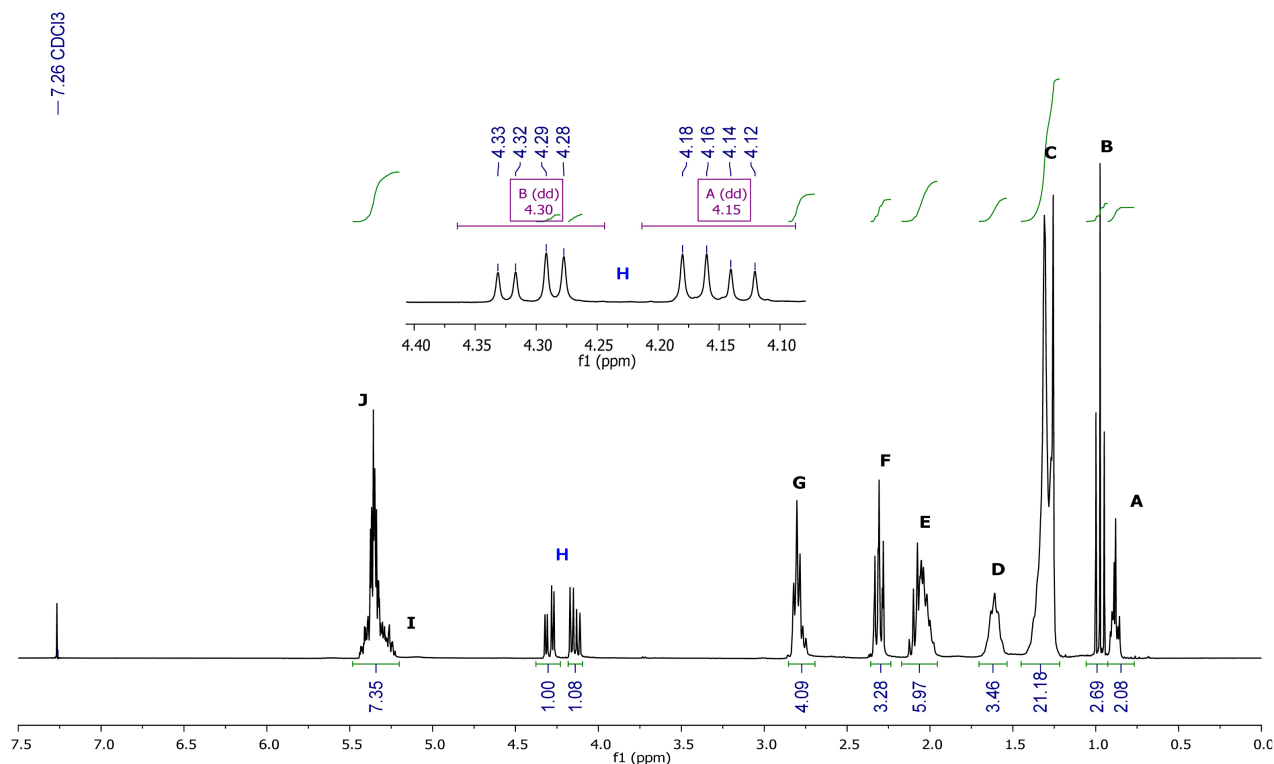 7.26 CDCl3
4.33
4.32
4.29
4.28
4.18
4.16
4.14
4.12
B (dd)
4.30
A (dd)
4.15
H
4.40
4.35
4.30
4.25
4.20
4.15
4.10
f1 (ppm)
J
I
H
G
F
E
D
C
B
A
7.35
1.00
1.08
4.09
3.28
5.97
3.46
21.18
2.69
2.08
7.5
7.0
6.5
6.0
5.5
5.0
4.5
4.0
3.5
3.0
2.5
2.0
1.5
1.0
0.5
0.0
f1 (ppm)